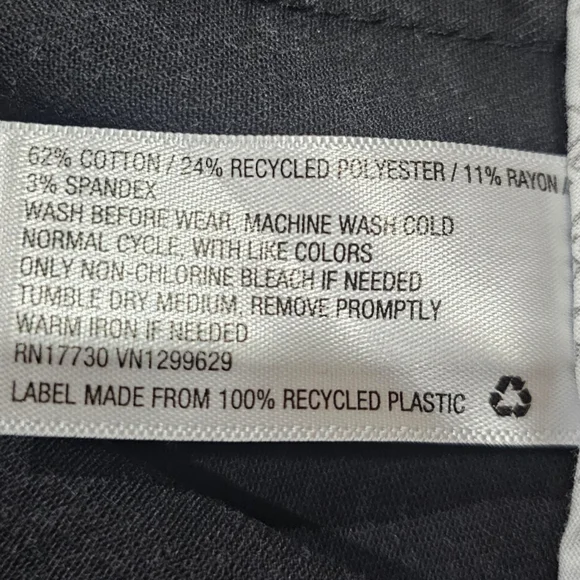 62% COTTON / 24% RECYCLED POLYESTER / 11% RAYON /
3% SPANDEX
WASH BEFORE WEAR, MACHINE WASH COLD
NORMAL CYCLE, WITH LIKE COLORS
ONLY NON-CHLORINE BLEACH IF NEEDED
TUMBLE DRY MEDIUM, REMOVE PROMPTLY
WARM IRON IF NEEDED
RN17730 VN1299629
LABEL MADE FROM 100% RECYCLED PLASTIC